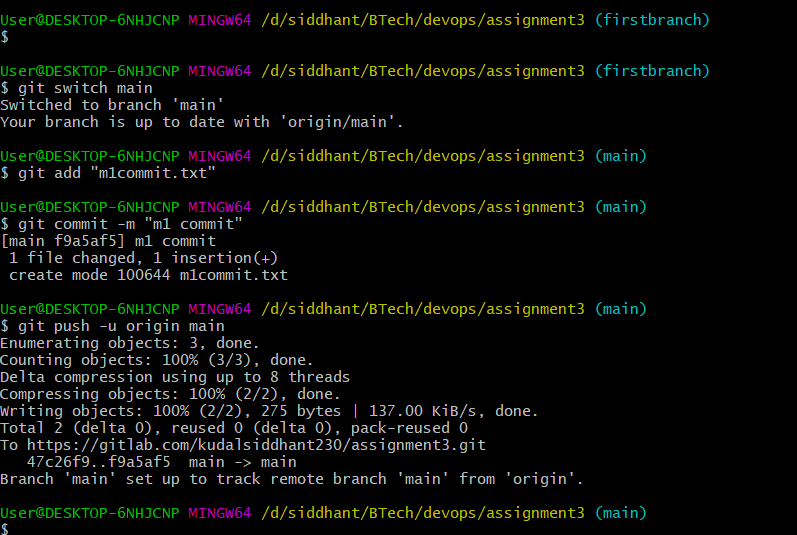 User@DESKTOP-6NHJCNP MINGW64 /d/siddhant/BTech/devops/assignment3 (firstbranch)
$
User@DESKTOP-6NHJCNP MINGW64 /d/siddhant/BTech/devops/assignment3 (firstbranch)
$ git switch main
Switched to branch 'main'
Your branch is up to date with 'origin/main'.
User@DESKTOP-6NHJCNP MINGW64 /d/siddhant/BTech/devops/assignment3 (main)
$ git add "m1commit.txt"
User@DESKTOP-6NHJCNP MINGW64 /d/siddhant/BTech/devops/assignment3 (main)
$ git commit -m "m1 commit"
[main f9a5af5] m1 commit
 1 file changed, 1 insertion(+)
 create mode 100644 m1commit.txt
User@DESKTOP-6NHJCNP MINGW64 /d/siddhant/BTech/devops/assignment3 (main)
$ git push -u origin main
Enumerating objects: 3, done.
Counting objects: 100% (3/3), done.
Delta compression using up to 8 threads
Compressing objects: 100% (2/2), done.
Writing objects: 100% (2/2), 275 bytes | 137.00 KiB/s, done.
Total 2 (delta 0), reused 0 (delta 0), pack-reused 0
To https://gitlab.com/kudalsiddhant230/assignment3.git
   47c26f9..f9a5af5  main -> main
Branch 'main' set up to track remote branch 'main' from 'origin'.
User@DESKTOP-6NHJCNP MINGW64 /d/siddhant/BTech/devops/assignment3 (main)
$